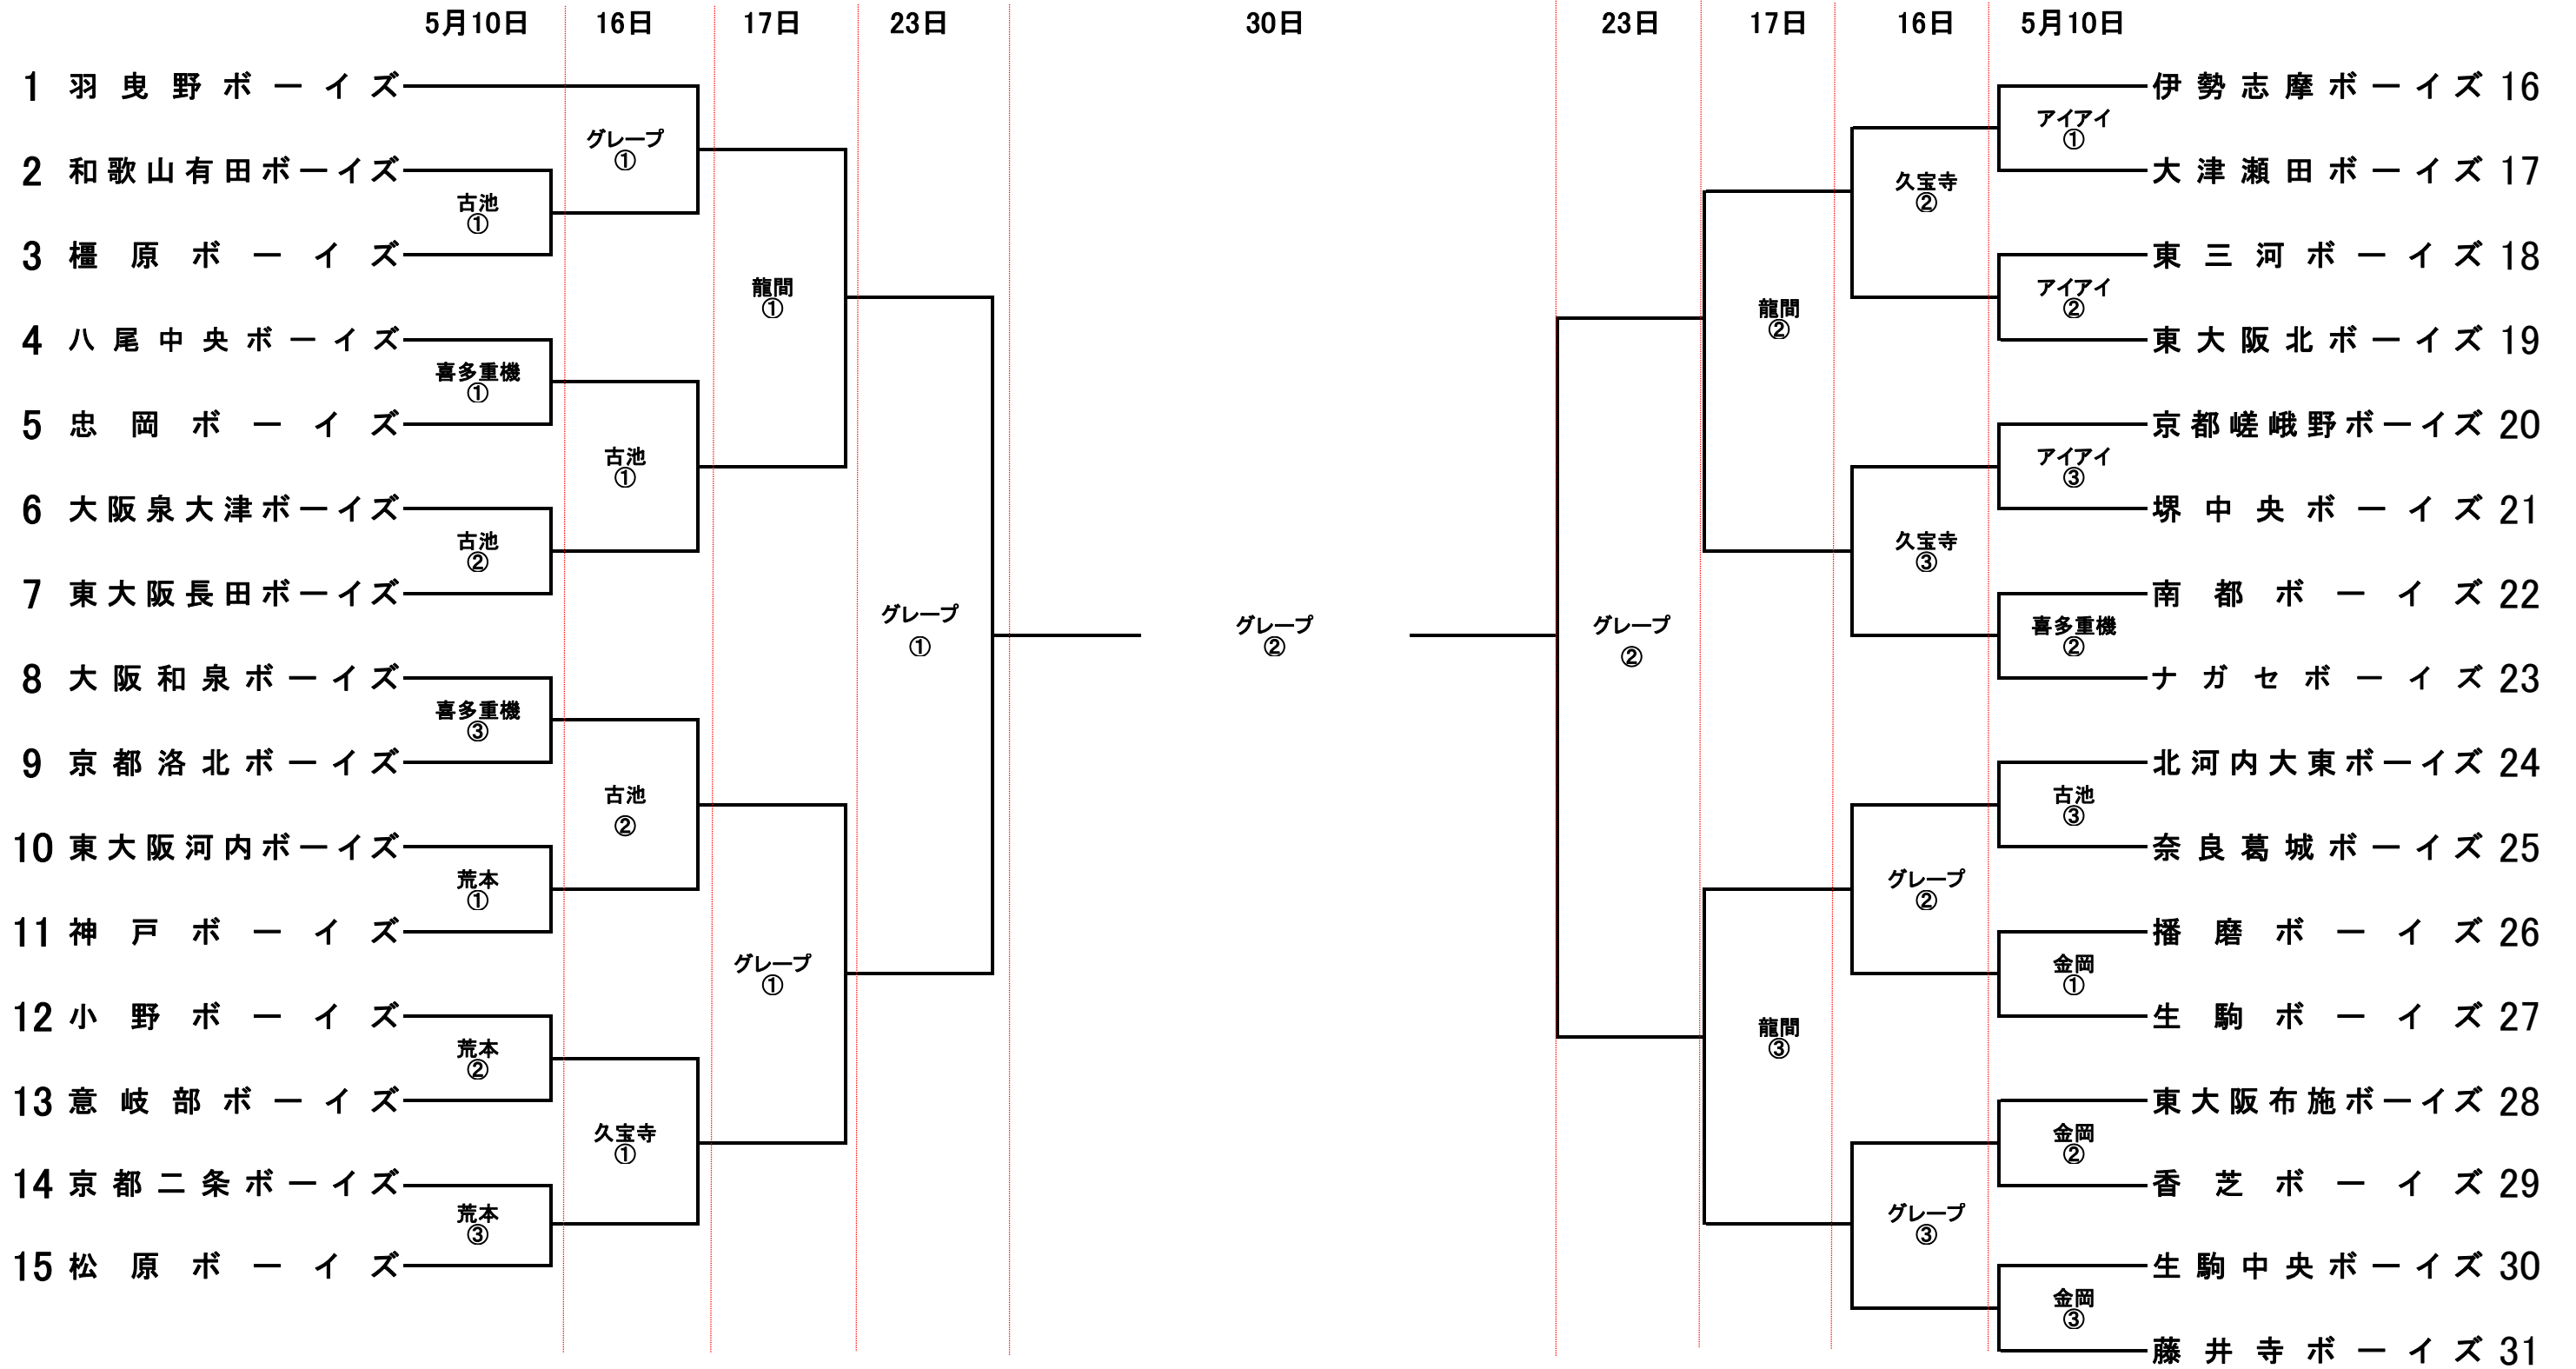 5月10日 16日 17日 23日 30日 23日 17日 16日 5月10日
1 羽曳野ボーイズ
2 和歌山有田ボーイズ
3 橿原ボーイズ
4 八尾中央ボーイズ
5 忠岡ボーイズ
6 大阪泉大津ボーイズ
7 東大阪長田ボーイズ
8 大阪和泉ボーイズ
9 京都洛北ボーイズ
10 東大阪河内ボーイズ
11 神戸ボーイズ
12 小野ボーイズ
13 意岐部ボーイズ
14 京都二条ボーイズ
15 松原ボーイズ
古池
①
喜多重機
①
古池
②
喜多重機
③
荒本
①
荒本
②
荒本
③
グレープ
①
古池
①
古池
②
久宝寺
①
龍間
①
グレープ
①
グレープ
①
グレープ
②
グレープ
②
龍間
②
龍間
③
久宝寺
②
久宝寺
③
グレープ
②
グレープ
③
アイアイ
①
アイアイ
②
アイアイ
③
喜多重機
②
古池
③
金岡
①
金岡
②
金岡
③
伊勢志摩ボーイズ 16
大津瀬田ボーイズ 17
東三河ボーイズ 18
東大阪北ボーイズ 19
京都嵯峨野ボーイズ 20
堺中央ボーイズ 21
南都ボーイズ 22
ナガセボーイズ 23
北河内大東ボーイズ 24
奈良葛城ボーイズ 25
播磨ボーイズ 26
生駒ボーイズ 27
東大阪布施ボーイズ 28
香芝ボーイズ 29
生駒中央ボーイズ 30
藤井寺ボーイズ 31